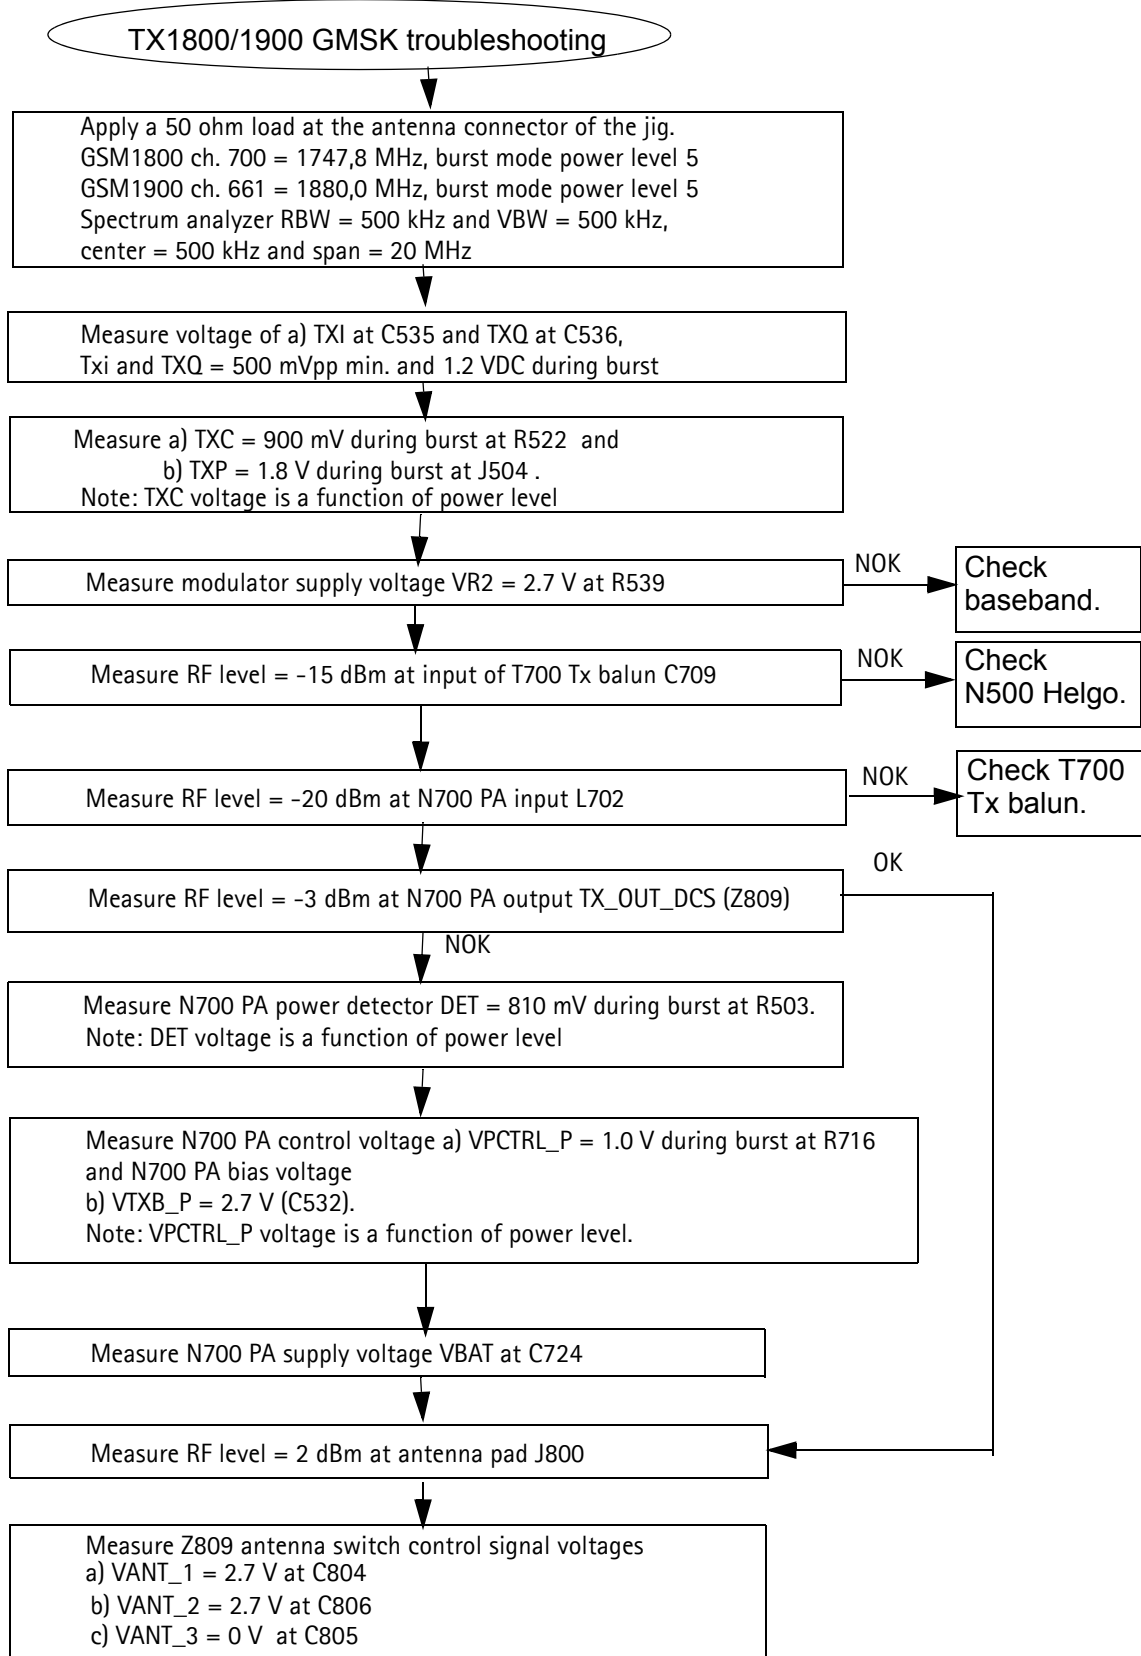 TX1800/1900 GMSK troubleshooting
Apply a 50 ohm load at the antenna connector of the jig.
GSM1800 ch. 700 = 1747,8 MHz, burst mode power level 5
GSM1900 ch. 661 = 1880,0 MHz, burst mode power level 5
Spectrum analyzer RBW = 500 kHz and VBW = 500 kHz,
center = 500 kHz and span = 20 MHz
Measure voltage of a) TXI at C535 and TXQ at C536,
Txi and TXQ = 500 mVpp min. and 1.2 VDC during burst
Measure a) TXC = 900 mV during burst at R522 and
b) TXP = 1.8 V during burst at J504 .
Note: TXC voltage is a function of power level
Measure modulator supply voltage VR2 = 2.7 V at R539
NOK
Check
baseband.
Measure RF level = -15 dBm at input of T700 Tx balun C709
NOK
Check
N500 Helgo.
Measure RF level = -20 dBm at N700 PA input L702
NOK
Check T700
Tx balun.
Measure RF level = -3 dBm at N700 PA output TX_OUT_DCS (Z809)
OK
NOK
Measure N700 PA power detector DET = 810 mV during burst at R503.
Note: DET voltage is a function of power level
Measure N700 PA control voltage a) VPCTRL_P = 1.0 V during burst at R716
and N700 PA bias voltage
b) VTXB_P = 2.7 V (C532).
Note: VPCTRL_P voltage is a function of power level.
Measure N700 PA supply voltage VBAT at C724
Measure RF level = 2 dBm at antenna pad J800
Measure Z809 antenna switch control signal voltages
a) VANT_1 = 2.7 V at C804
b) VANT_2 = 2.7 V at C806
c) VANT_3 = 0 V at C805